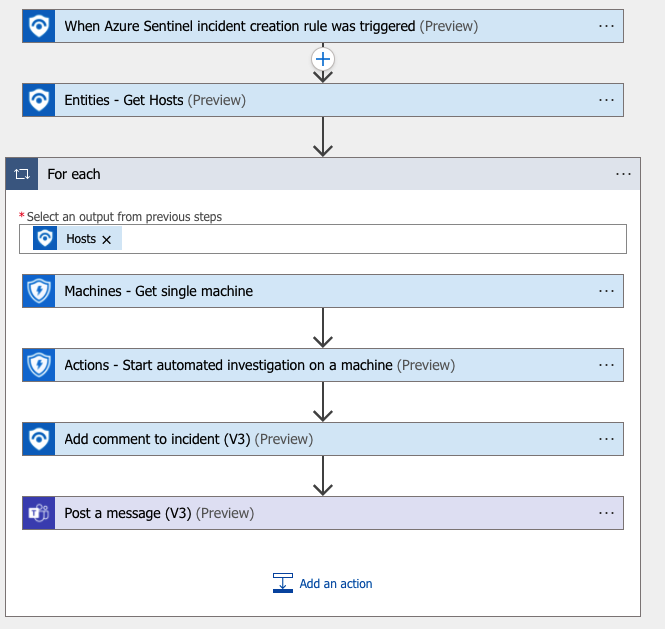 When Azure Sentinel incident creation rule was triggered (Preview)
Entities - Get Hosts (Preview)
For each
* Select an output from previous steps
Hosts ×
Machines - Get single machine
Actions - Start automated investigation on a machine (Preview)
Add comment to incident (V3) (Preview)
Post a message (V3) (Preview)
Add an action